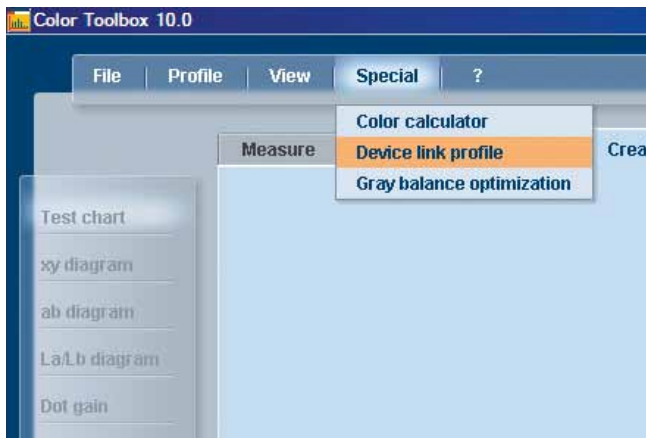 Color Toolbox 10.0
File Profile View Special ?
Color calculator
Measure Device link profile Crea
Gray balance optimization
Test chart
xy diagram
ab diagram
La/Lb diagram
Dot gain